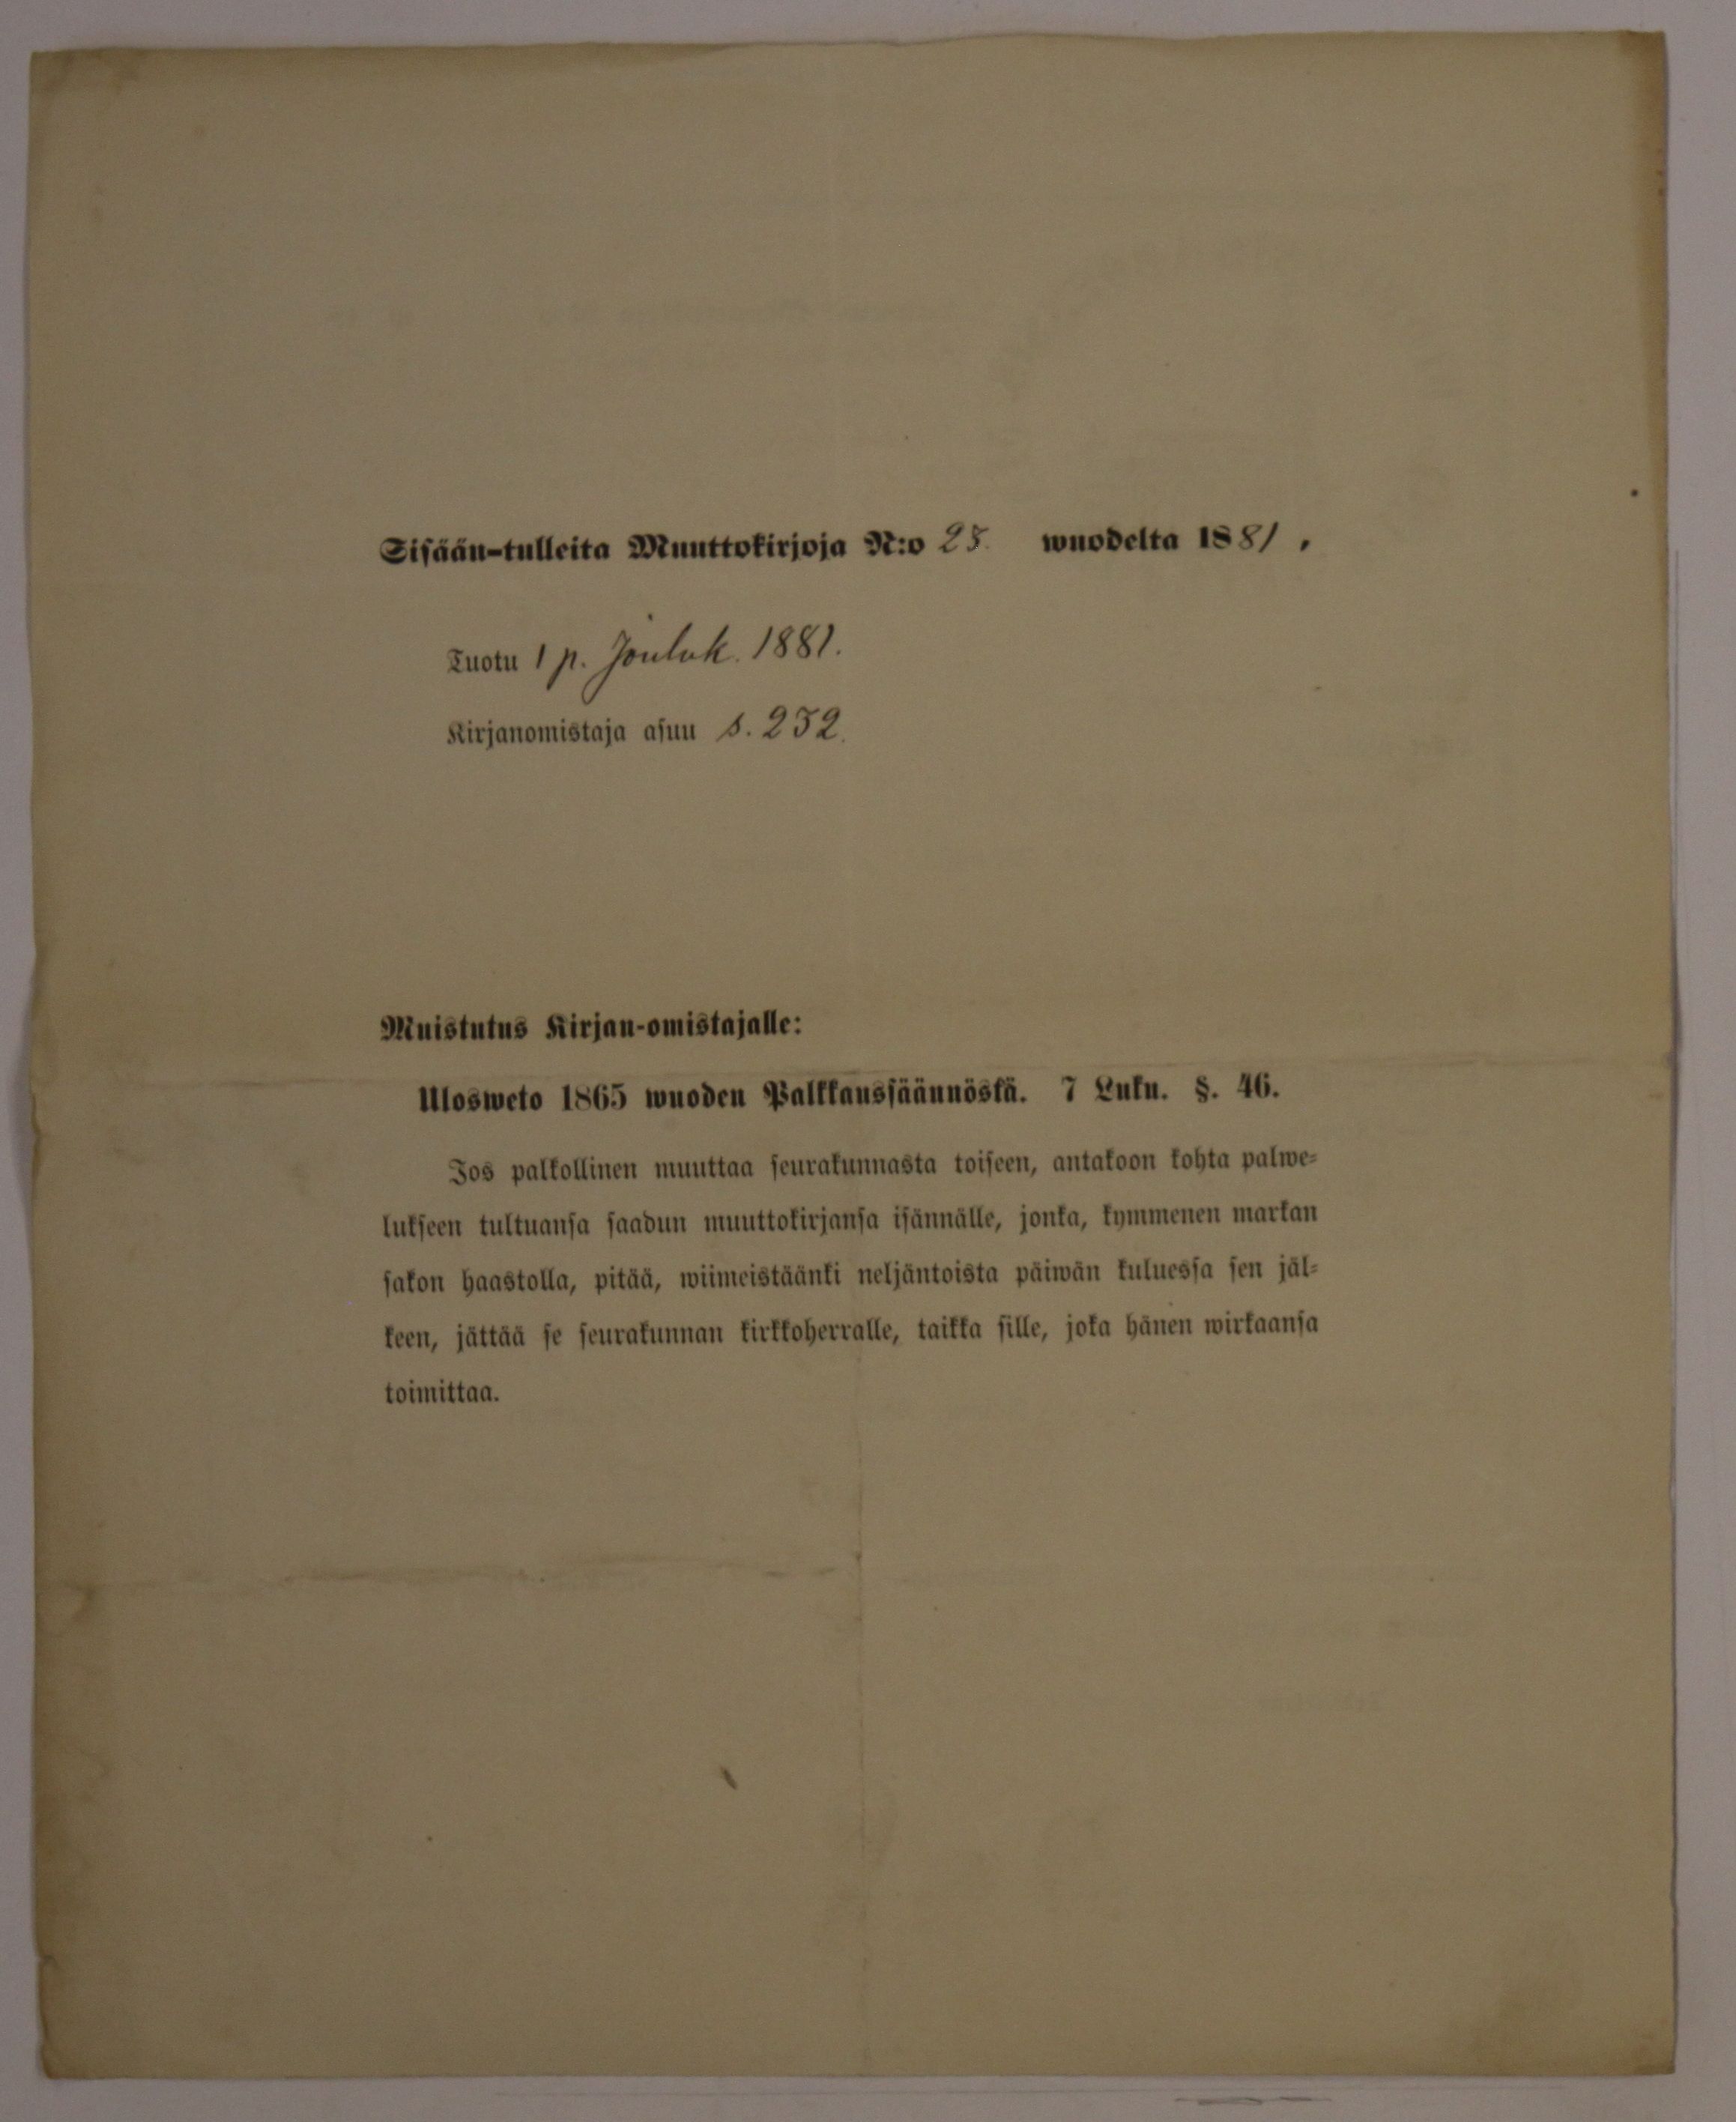 Sisään-tulleita Muuttokirjoja N:o 25. wuodelta 1881.
Tuotu 1 p. Jouluk. 1881.
Kirjanomistaja asuu s. 232.
Muistutus Kirjan-omistajalle:
Ulosweto 1865 wuoden Palkkaussäännöskä. 7 Luku. §. 46.
Jos palkollinen muuttaa seurakunnasta toiseen, antakoon kohta palwe-
lukseen tultuansa saadun muuttokirjansa isännälle, jonka, kymmenen markan
sakon haastolla, pitää, wiimeistäänki neljäntoista päiwän kuluessa sen jäl-
keen, jättää se seurakunnan kirkkoherralle, taikka sille, joka hänen wirkaansa
toimittaa.